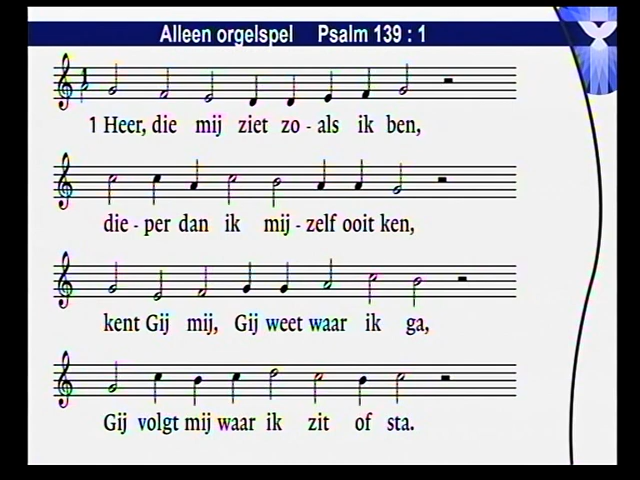 Alleen orgelspel Psalm 139 : 1
1
1 Heer, die mij ziet zo - als ik ben,
die - per dan ik mij - zelf ooit ken,
kent Gij mij, Gij weet waar ik ga,
Gij volgt mij waar ik zit of sta.